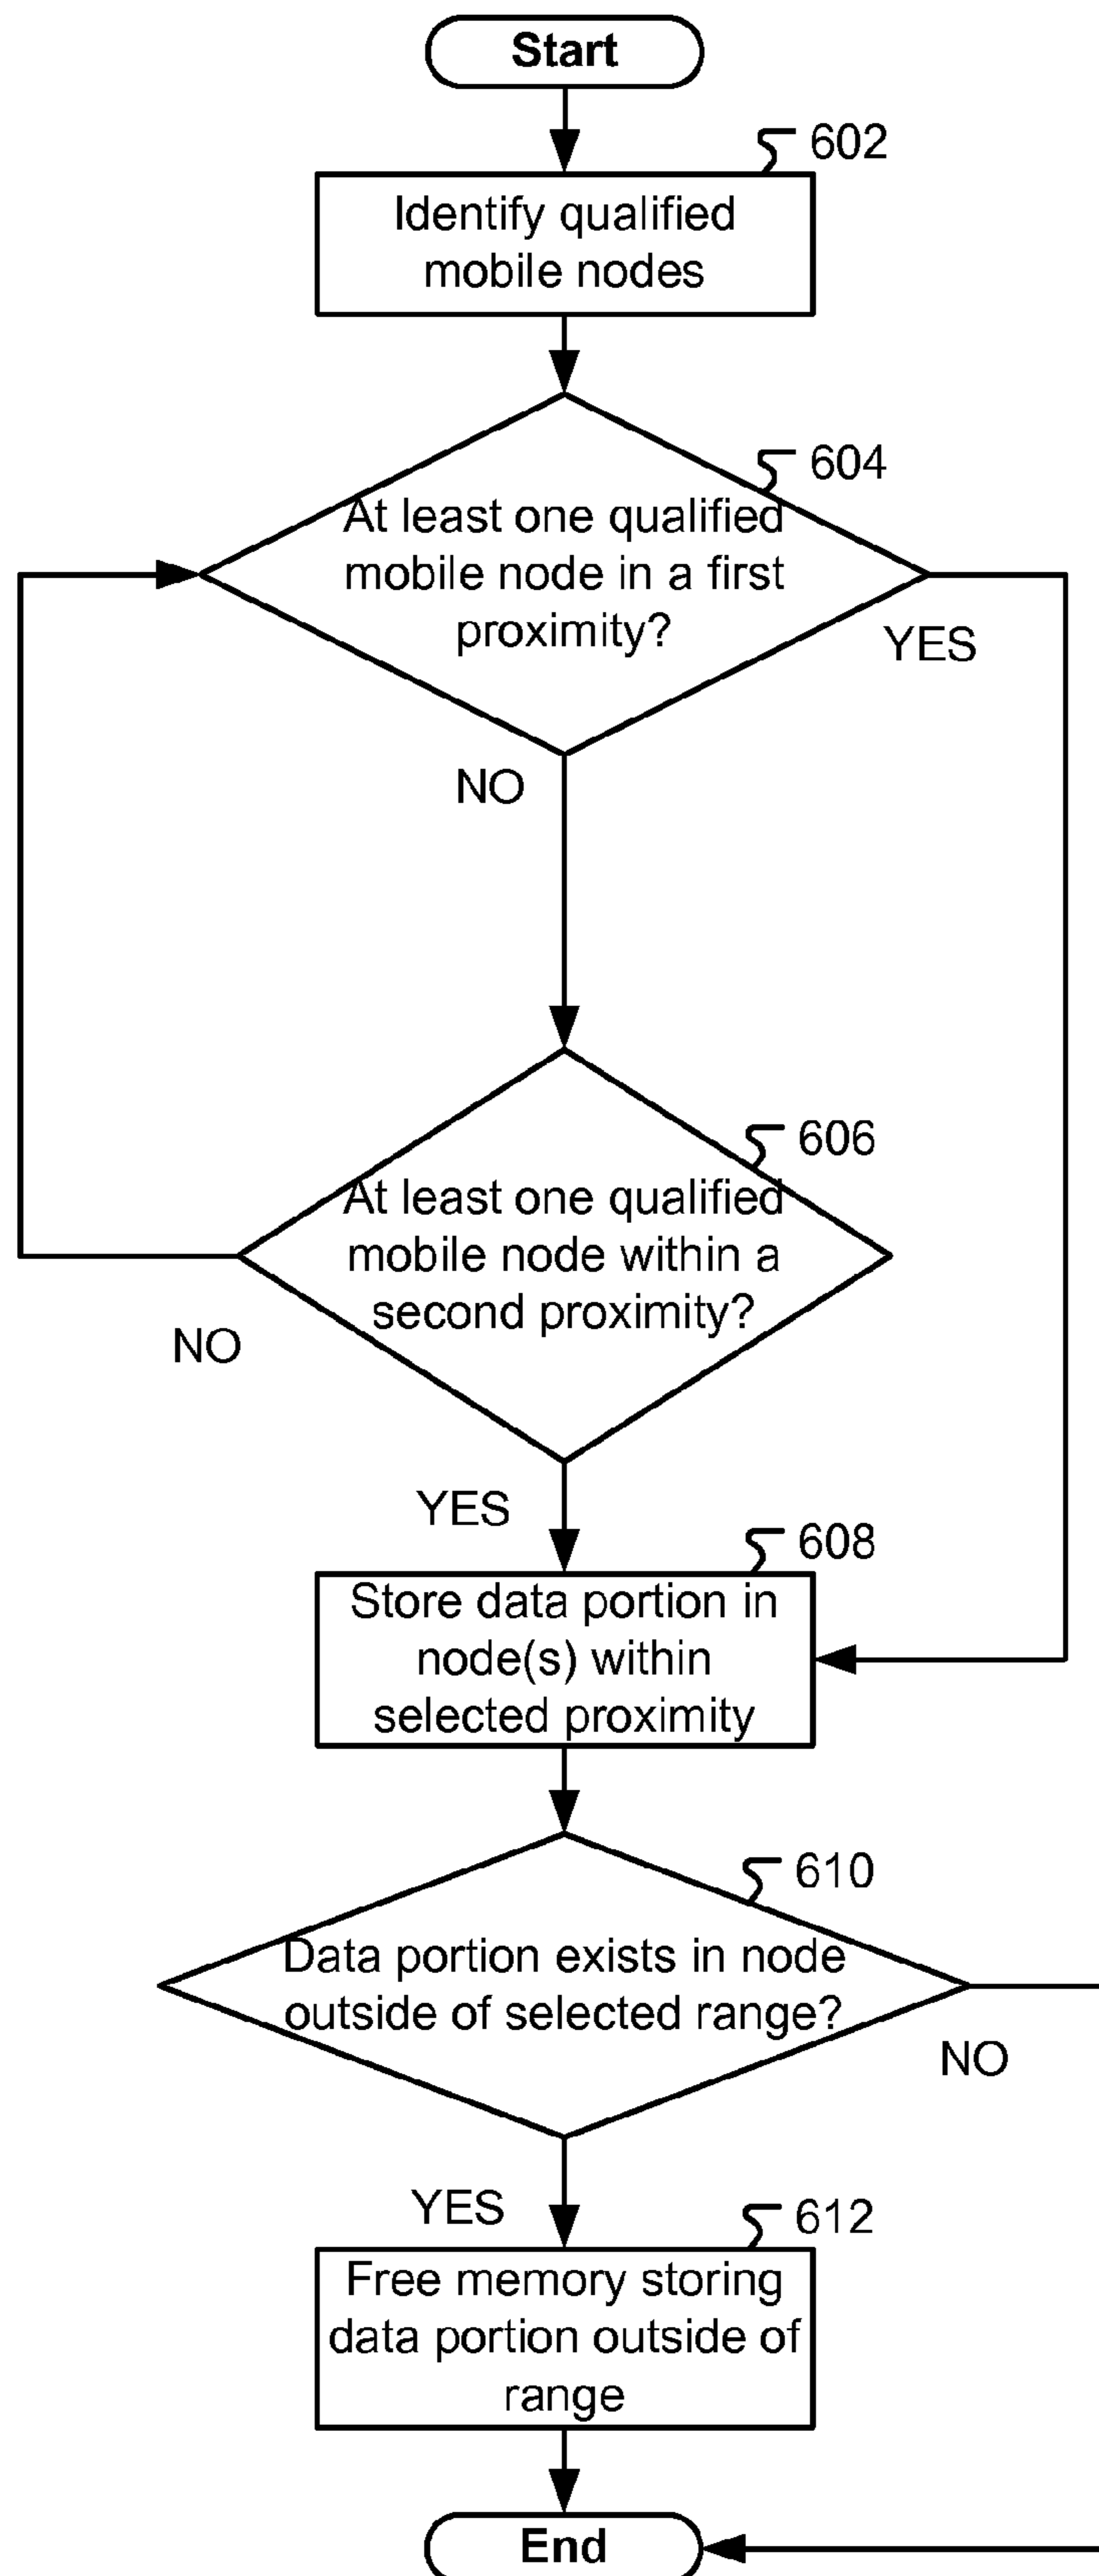 Start
602
Identify qualified
mobile nodes
604
At least one qualified
mobile node in a first
proximity?
YES
NO
606
At least one qualified
mobile node within a
second proximity?
NO
YES
608
Store data portion in
node(s) within
selected proximity
610
Data portion exists in node
outside of selected range?
NO
YES
612
Free memory storing
data portion outside of
range
End